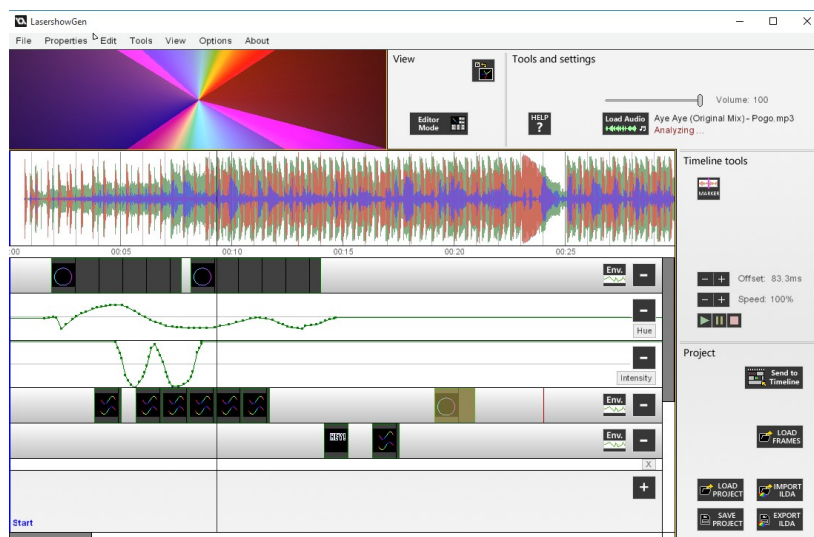 LasershowGen
File Properties Edit Tools View Options About
View
Editor
Mode
Tools and settings
Volume: 100
HELP
?
Load Audio
Aye Aye (Original Mix) - Pogo.mp3
Analyzing ...
Timeline tools
MARKER
:00 00:05 00:10 00:15 00:20 00:25
Env.
Hue
Intensity
Env.
HEY!
Env.
X
Start
Offset: 83.3ms
Speed: 100%
Project
Send to
Timeline
LOAD
FRAMES
LOAD
PROJECT
IMPORT
ILDA
SAVE
PROJECT
EXPORT
ILDA